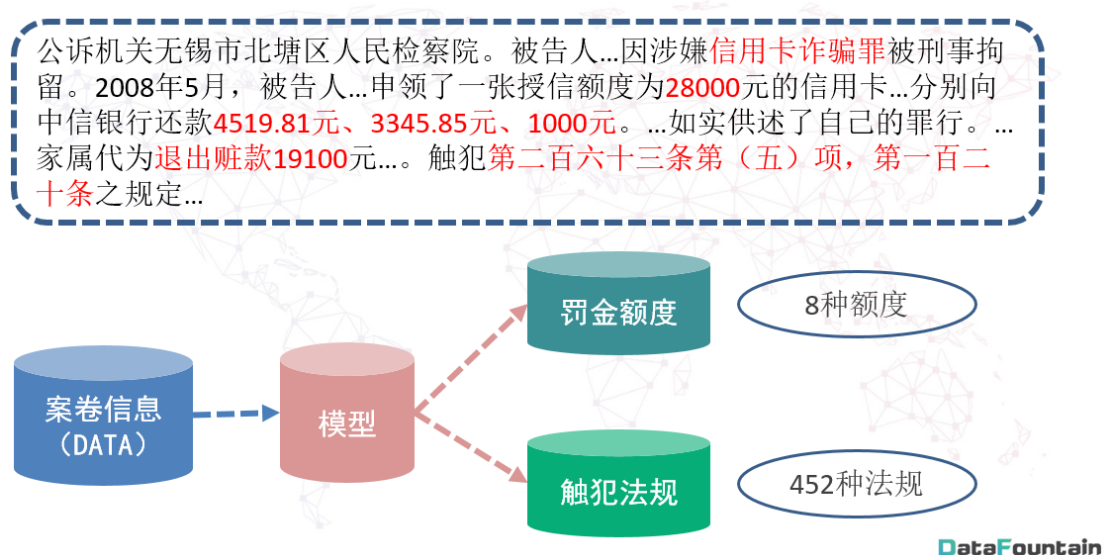 公诉机关无锡市北塘区人民检察院。被告人...因涉嫌信用卡诈骗罪被刑事拘
留。2008年5月，被告人...申领了一张授信额度为28000元的信用卡...分别向
中信银行还款4519.81元、3345.85元、1000元。...如实供述了自己的罪行。...
家属代为退出赃款19100元...。触犯第二百六十三条第（五）项，第一百二
十条之规定...
罚金额度
8种额度
案卷信息
（DATA）
模型
触犯法规
452种法规
DataFountain